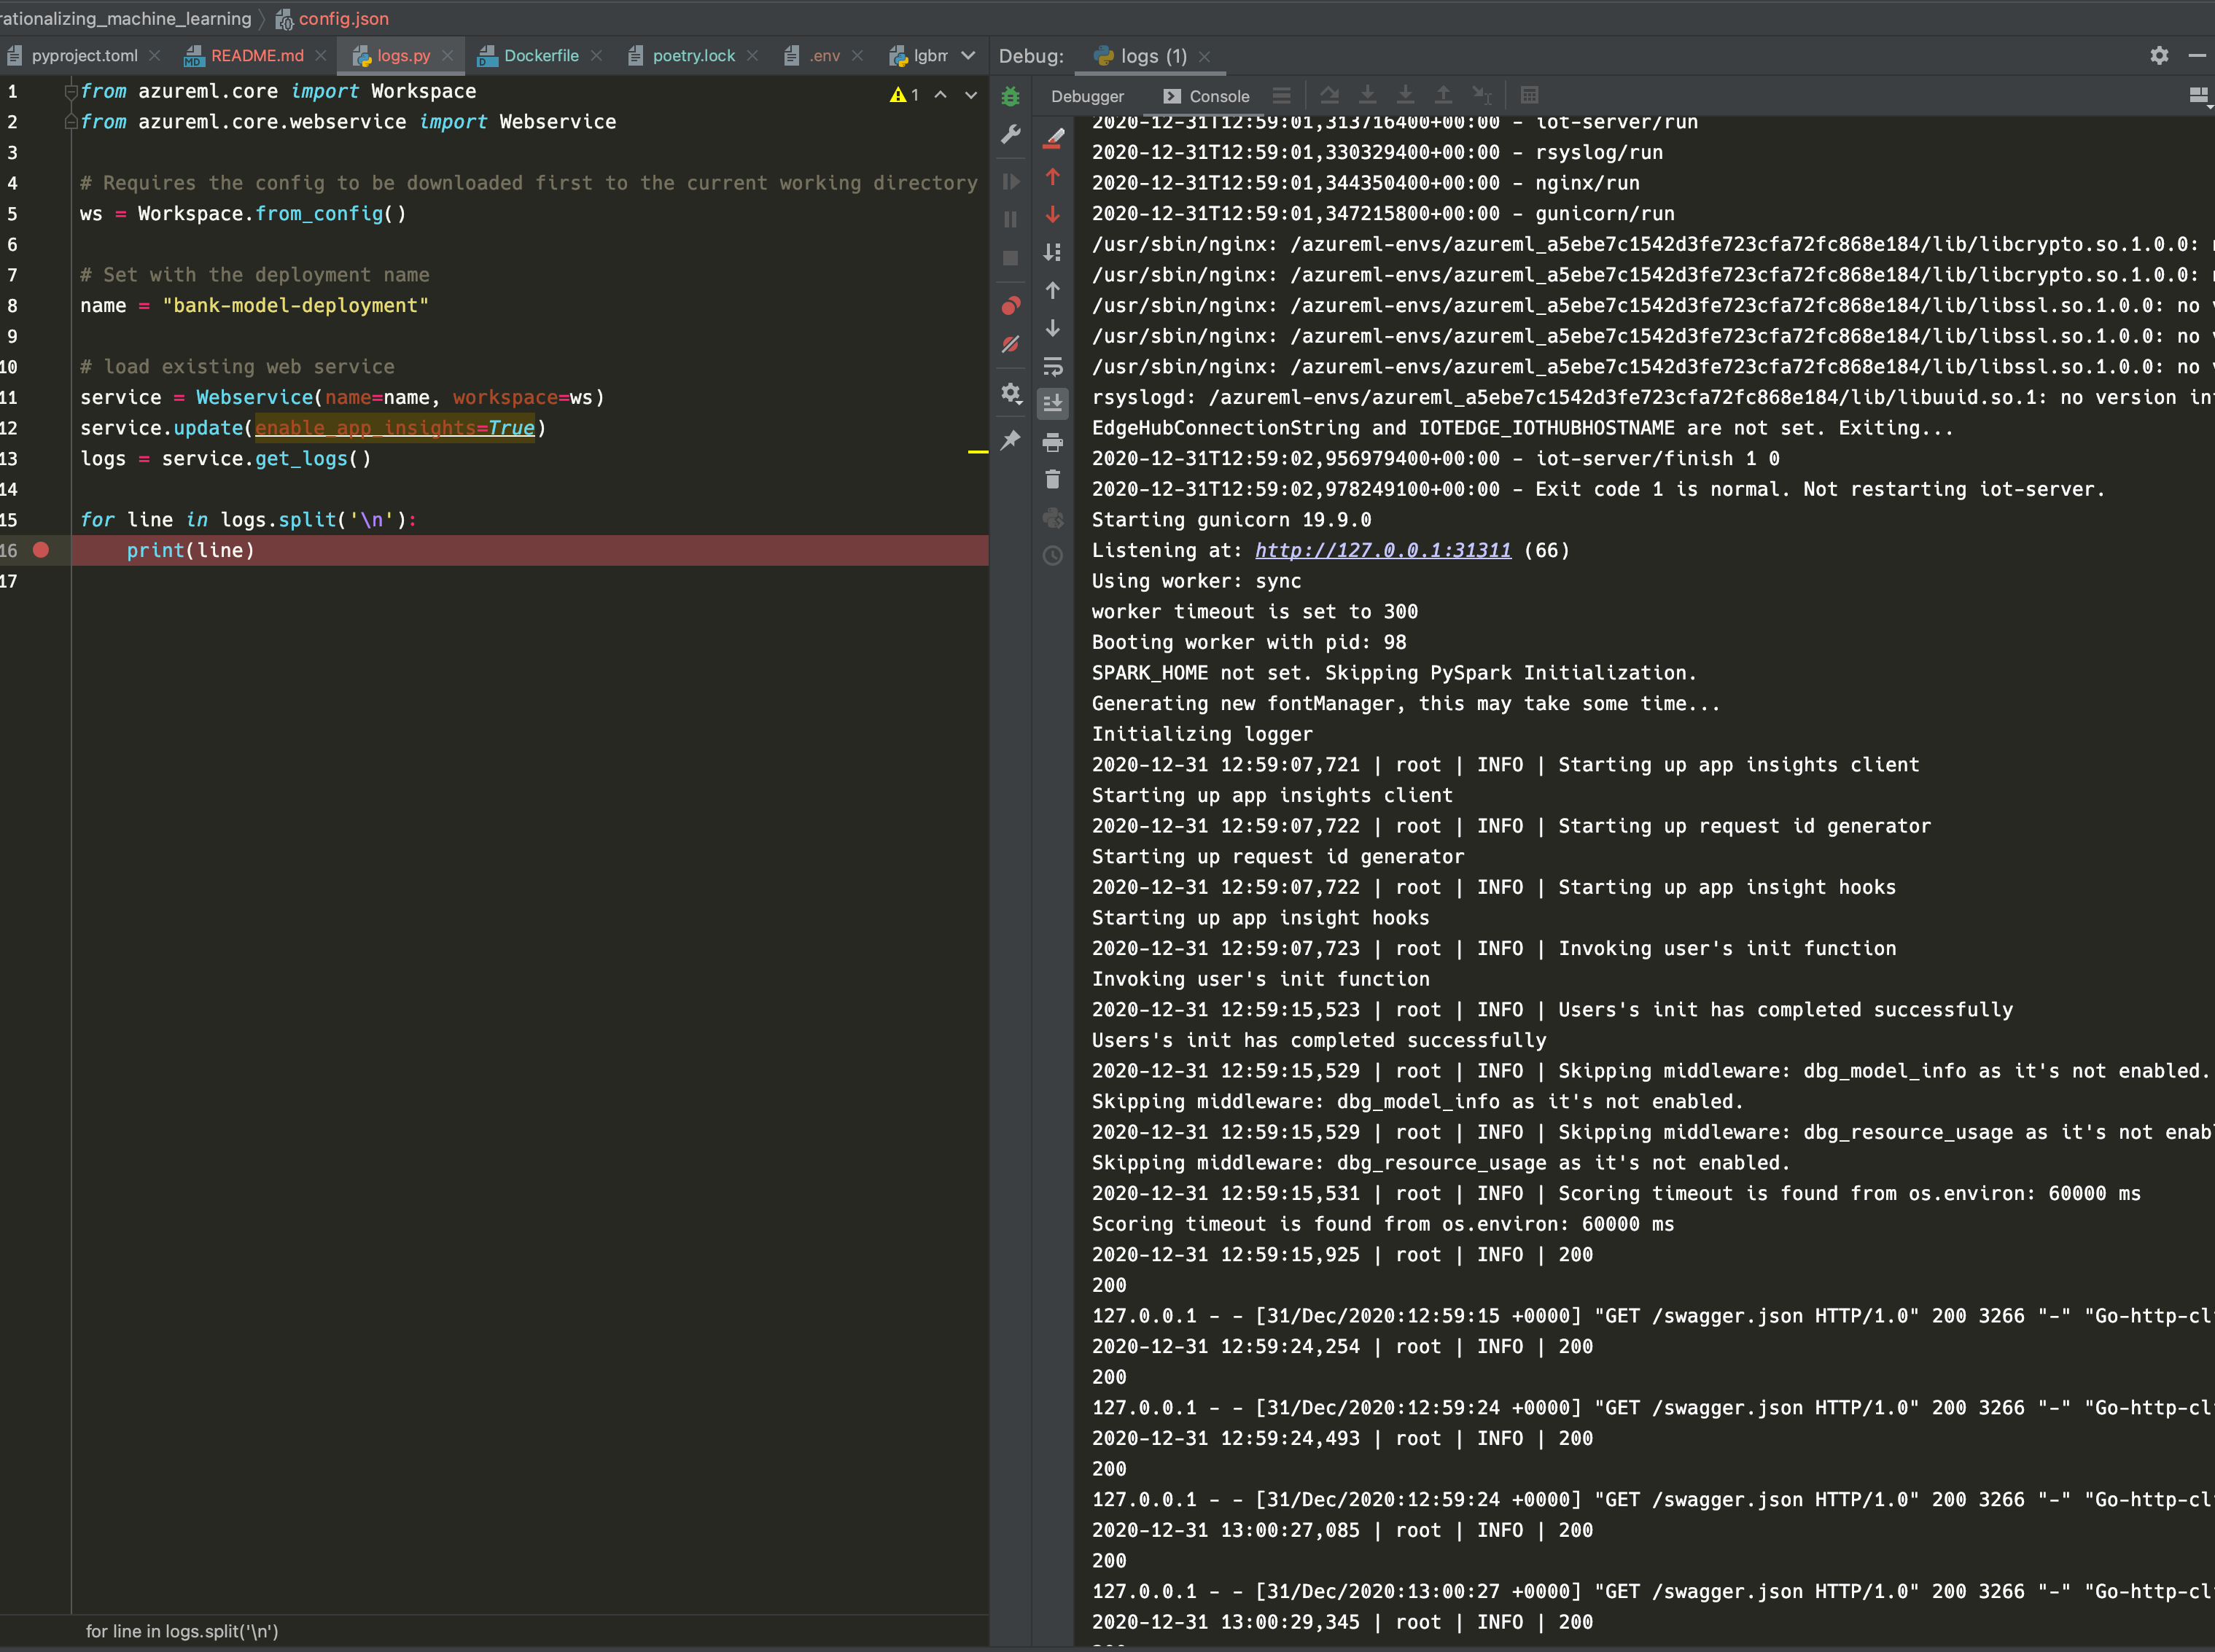 rationalizing_machine_learning config.json
pyproject.toml README.md logs.py Dockerfile poetry.lock .env lgbm
1 from azureml.core import Workspace
2 from azureml.core.webservice import Webservice
3
4 # Requires the config to be downloaded first to the current working directory
5 ws = Workspace.from_config()
6
7 # Set with the deployment name
8 name = "bank-model-deployment"
9
10 # load existing web service
11 service = Webservice(name=name, workspace=ws)
12 service.update(enable_app_insights=True)
13 logs = service.get_logs()
14
15 for line in logs.split('\n'):
16 print(line)
17
1
for line in logs.split('\n')
Debug: logs (1)
Debugger Console
2020-12-31T12:59:01,313716400+00:00 - iot-server/run
2020-12-31T12:59:01,330329400+00:00 - rsyslog/run
2020-12-31T12:59:01,344350400+00:00 - nginx/run
2020-12-31T12:59:01,347215800+00:00 - gunicorn/run
/usr/sbin/nginx: /azureml-envs/azureml_a5ebe7c1542d3fe723cfa72fc868e184/lib/libcrypto.so.1.0.0:
/usr/sbin/nginx: /azureml-envs/azureml_a5ebe7c1542d3fe723cfa72fc868e184/lib/libcrypto.so.1.0.0:
/usr/sbin/nginx: /azureml-envs/azureml_a5ebe7c1542d3fe723cfa72fc868e184/lib/libssl.so.1.0.0: no
/usr/sbin/nginx: /azureml-envs/azureml_a5ebe7c1542d3fe723cfa72fc868e184/lib/libssl.so.1.0.0: no
/usr/sbin/nginx: /azureml-envs/azureml_a5ebe7c1542d3fe723cfa72fc868e184/lib/libssl.so.1.0.0: no
rsyslogd: /azureml-envs/azureml_a5ebe7c1542d3fe723cfa72fc868e184/lib/libuuid.so.1: no version in
EdgeHubConnectionString and IOTEDGE_IOTHUBHOSTNAME are not set. Exiting...
2020-12-31T12:59:02,956979400+00:00 - iot-server/finish 1 0
2020-12-31T12:59:02,978249100+00:00 - Exit code 1 is normal. Not restarting iot-server.
Starting gunicorn 19.9.0
Listening at: http://127.0.0.1:31311 (66)
Using worker: sync
worker timeout is set to 300
Booting worker with pid: 98
SPARK_HOME not set. Skipping PySpark Initialization.
Generating new fontManager, this may take some time...
Initializing logger
2020-12-31 12:59:07,721 | root | INFO | Starting up app insights client
Starting up app insights client
2020-12-31 12:59:07,722 | root | INFO | Starting up request id generator
Starting up request id generator
2020-12-31 12:59:07,722 | root | INFO | Starting up app insight hooks
Starting up app insight hooks
2020-12-31 12:59:07,723 | root | INFO | Invoking user's init function
Invoking user's init function
2020-12-31 12:59:15,523 | root | INFO | Users's init has completed successfully
Users's init has completed successfully
2020-12-31 12:59:15,529 | root | INFO | Skipping middleware: dbg_model_info as it's not enabled.
Skipping middleware: dbg_model_info as it's not enabled.
2020-12-31 12:59:15,529 | root | INFO | Skipping middleware: dbg_resource_usage as it's not enab
Skipping middleware: dbg_resource_usage as it's not enabled.
2020-12-31 12:59:15,531 | root | INFO | Scoring timeout is found from os.environ: 60000 ms
Scoring timeout is found from os.environ: 60000 ms
2020-12-31 12:59:15,925 | root | INFO | 200
200
127.0.0.1 - - [31/Dec/2020:12:59:15 +0000] "GET /swagger.json HTTP/1.0" 200 3266 "-" "Go-http-cl
2020-12-31 12:59:24,254 | root | INFO | 200
200
127.0.0.1 - - [31/Dec/2020:12:59:24 +0000] "GET /swagger.json HTTP/1.0" 200 3266 "-" "Go-http-cl
2020-12-31 12:59:24,493 | root | INFO | 200
200
127.0.0.1 - - [31/Dec/2020:12:59:24 +0000] "GET /swagger.json HTTP/1.0" 200 3266 "-" "Go-http-cl
2020-12-31 13:00:27,085 | root | INFO | 200
200
127.0.0.1 - - [31/Dec/2020:13:00:27 +0000] "GET /swagger.json HTTP/1.0" 200 3266 "-" "Go-http-cl
2020-12-31 13:00:29,345 | root | INFO | 200